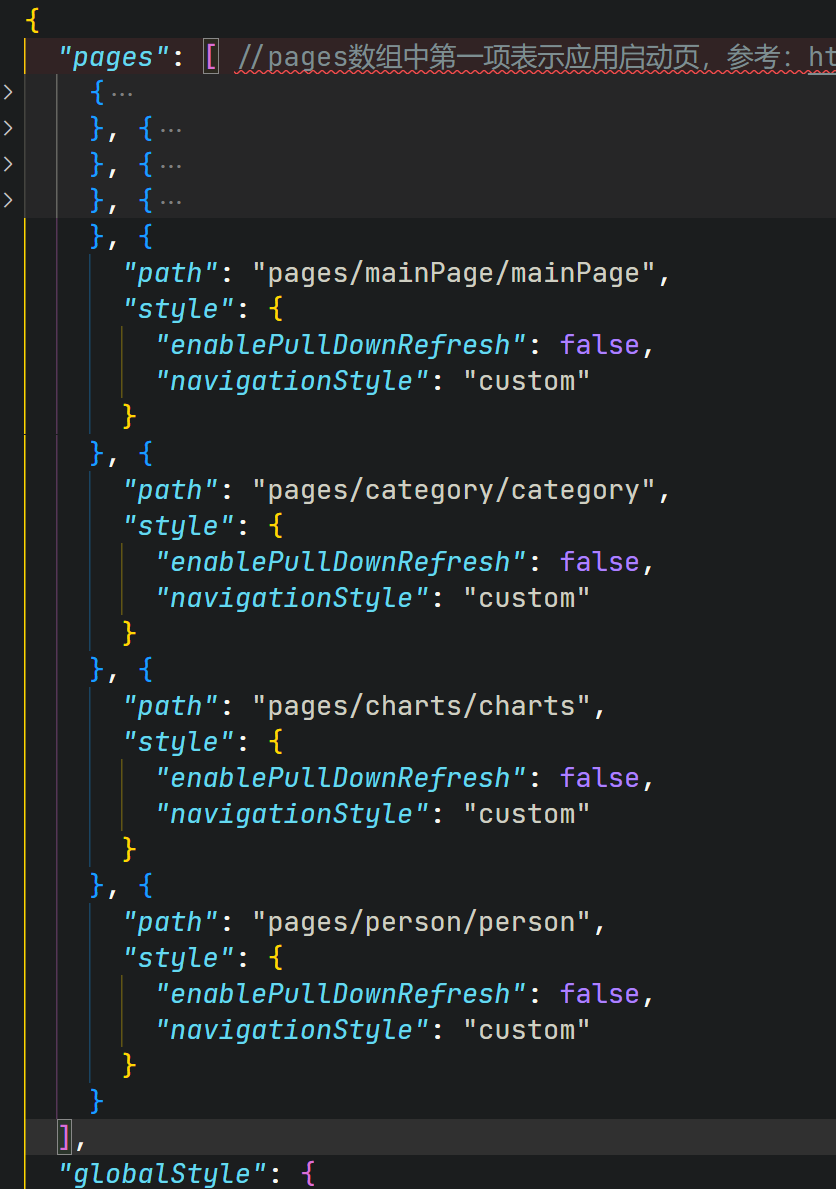 {
"pages": [ //pages数组中第一项表示应用启动页，参考：ht
{···
}, {···
}, {···
}, {···
}, {
"path": "pages/mainPage/mainPage",
"style": {
"enablePullDownRefresh": false,
"navigationStyle": "custom"
}
}, {
"path": "pages/category/category",
"style": {
"enablePullDownRefresh": false,
"navigationStyle": "custom"
}
}, {
"path": "pages/charts/charts",
"style": {
"enablePullDownRefresh": false,
"navigationStyle": "custom"
}
}, {
"path": "pages/person/person",
"style": {
"enablePullDownRefresh": false,
"navigationStyle": "custom"
}
}
],
"globalStyle": {